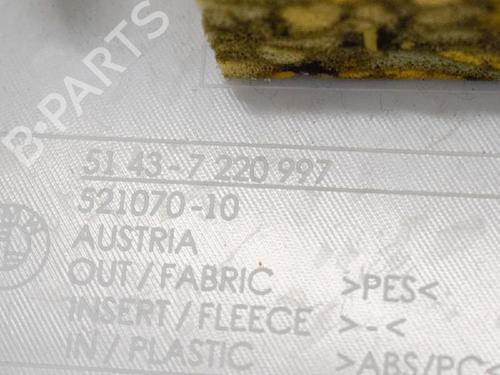 B-PARTS
51.43-7 220 997
521070-10
AUSTRIA
OUT / FABRIC >PES<
INSERT / FLEECE >-<
IN / PLASTIC >ABS/PC<